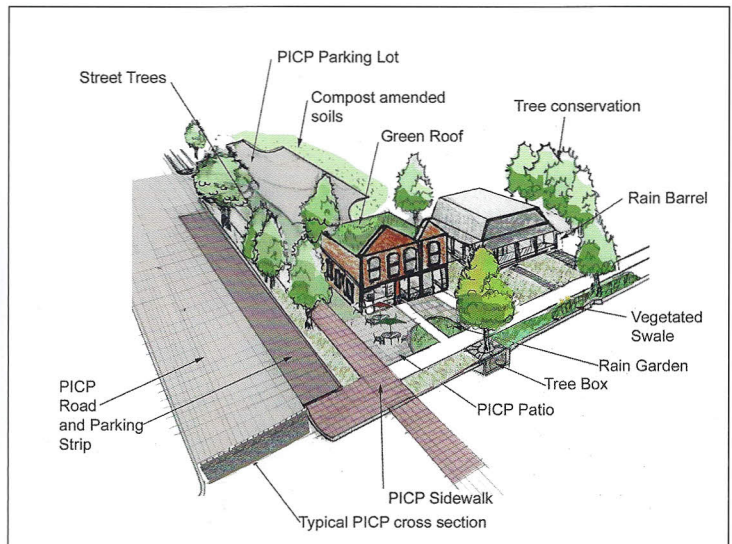 PICP Parking Lot
Street Trees
Compost amended
soils
Tree conservation
Green Roof
Rain Barrel
Vegetated
Swale
Rain Garden
Tree Box
PICP Patio
PICP
Road
and Parking
Strip
PICP Sidewalk
Typical PICP cross section